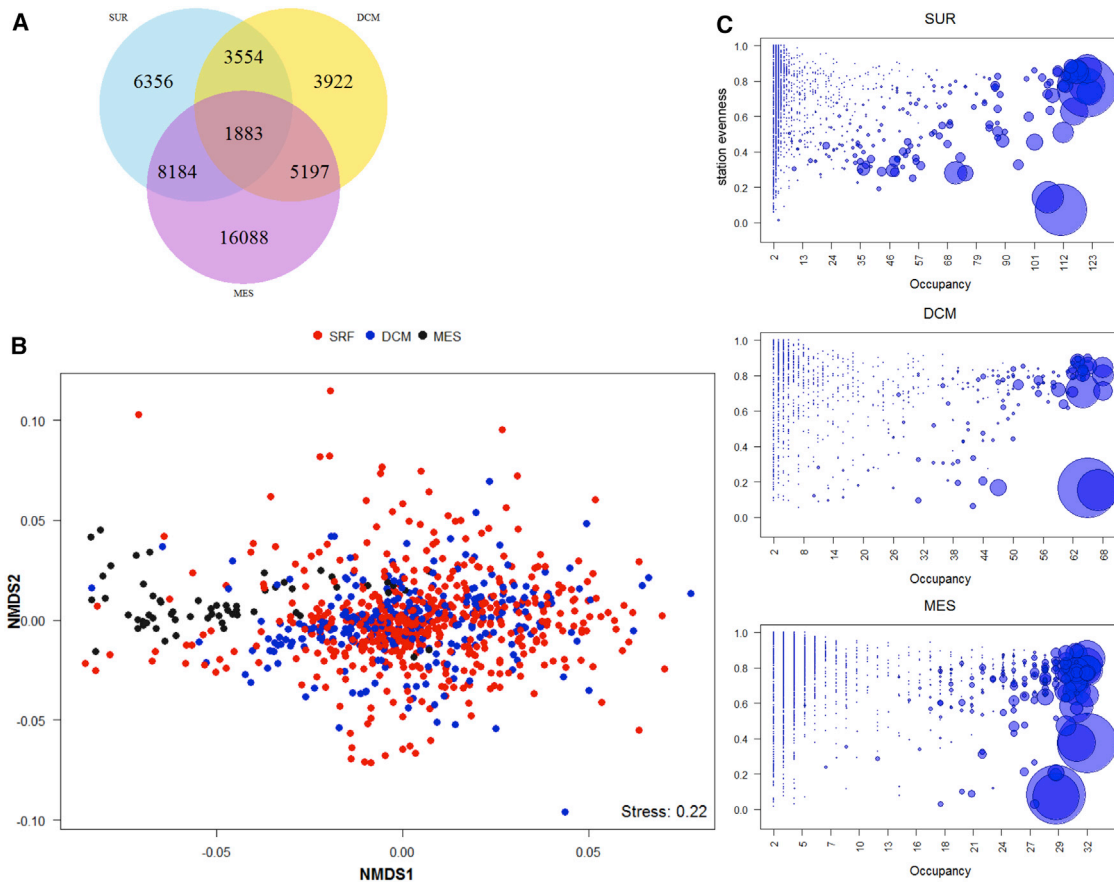 A
SUR
DCM
6356
3554
3922
1883
8184
5197
16088
MES
B
SRF DCM MES
NMDS2
0.10
0.05
0.00
-0.05
-0.10
Stress: 0.22
-0.05 0.00 0.05
NMDS1
C
SUR
station evenness
1.0
0.8
0.6
0.4
0.2
0.0
2 13 24 35 46 57 68 79 90 101 112 123
Occupancy
DCM
1.0
0.8
0.6
0.4
0.2
0.0
2 8 14 20 26 32 38 44 50 56 62 68
Occupancy
MES
1.0
0.8
0.6
0.4
0.2
0.0
2 5 7 10 13 16 18 21 24 27 29 32
Occupancy